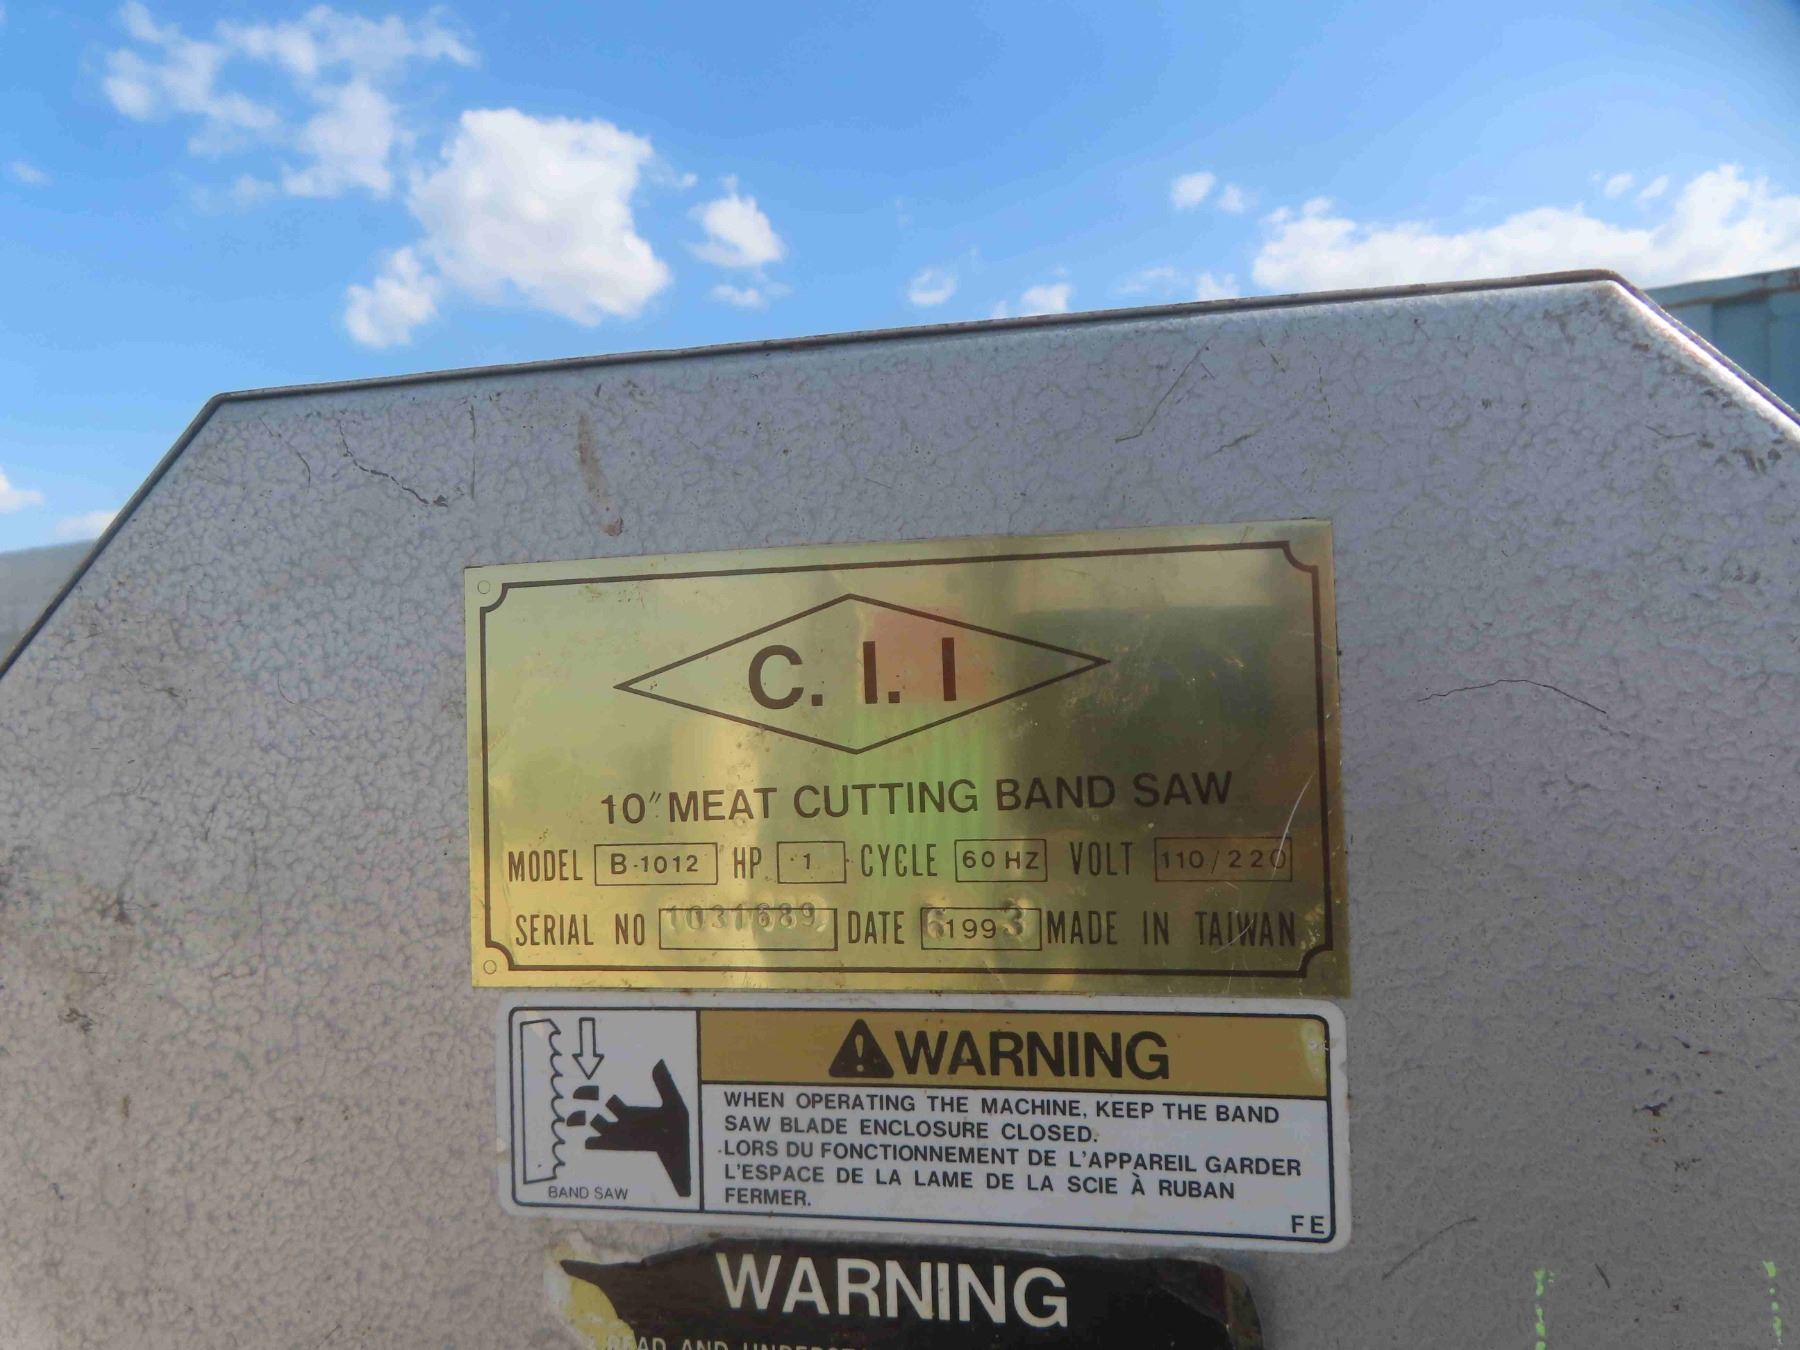 C. I. I
10" MEAT CUTTING BAND SAW
MODEL B-1012 HP 1 CYCLE 60 HZ VOLT 110/220
SERIAL NO 1031689 DATE 6 1993 MADE IN TAIWAN
WARNING
WHEN OPERATING THE MACHINE, KEEP THE BAND
SAW BLADE ENCLOSURE CLOSED.
LORS DU FONCTIONNEMENT DE L'APPAREIL GARDER
L'ESPACE DE LA LAME DE LA SCIE À RUBAN
FERMER.
BAND SAW
FE
WARNING
AND